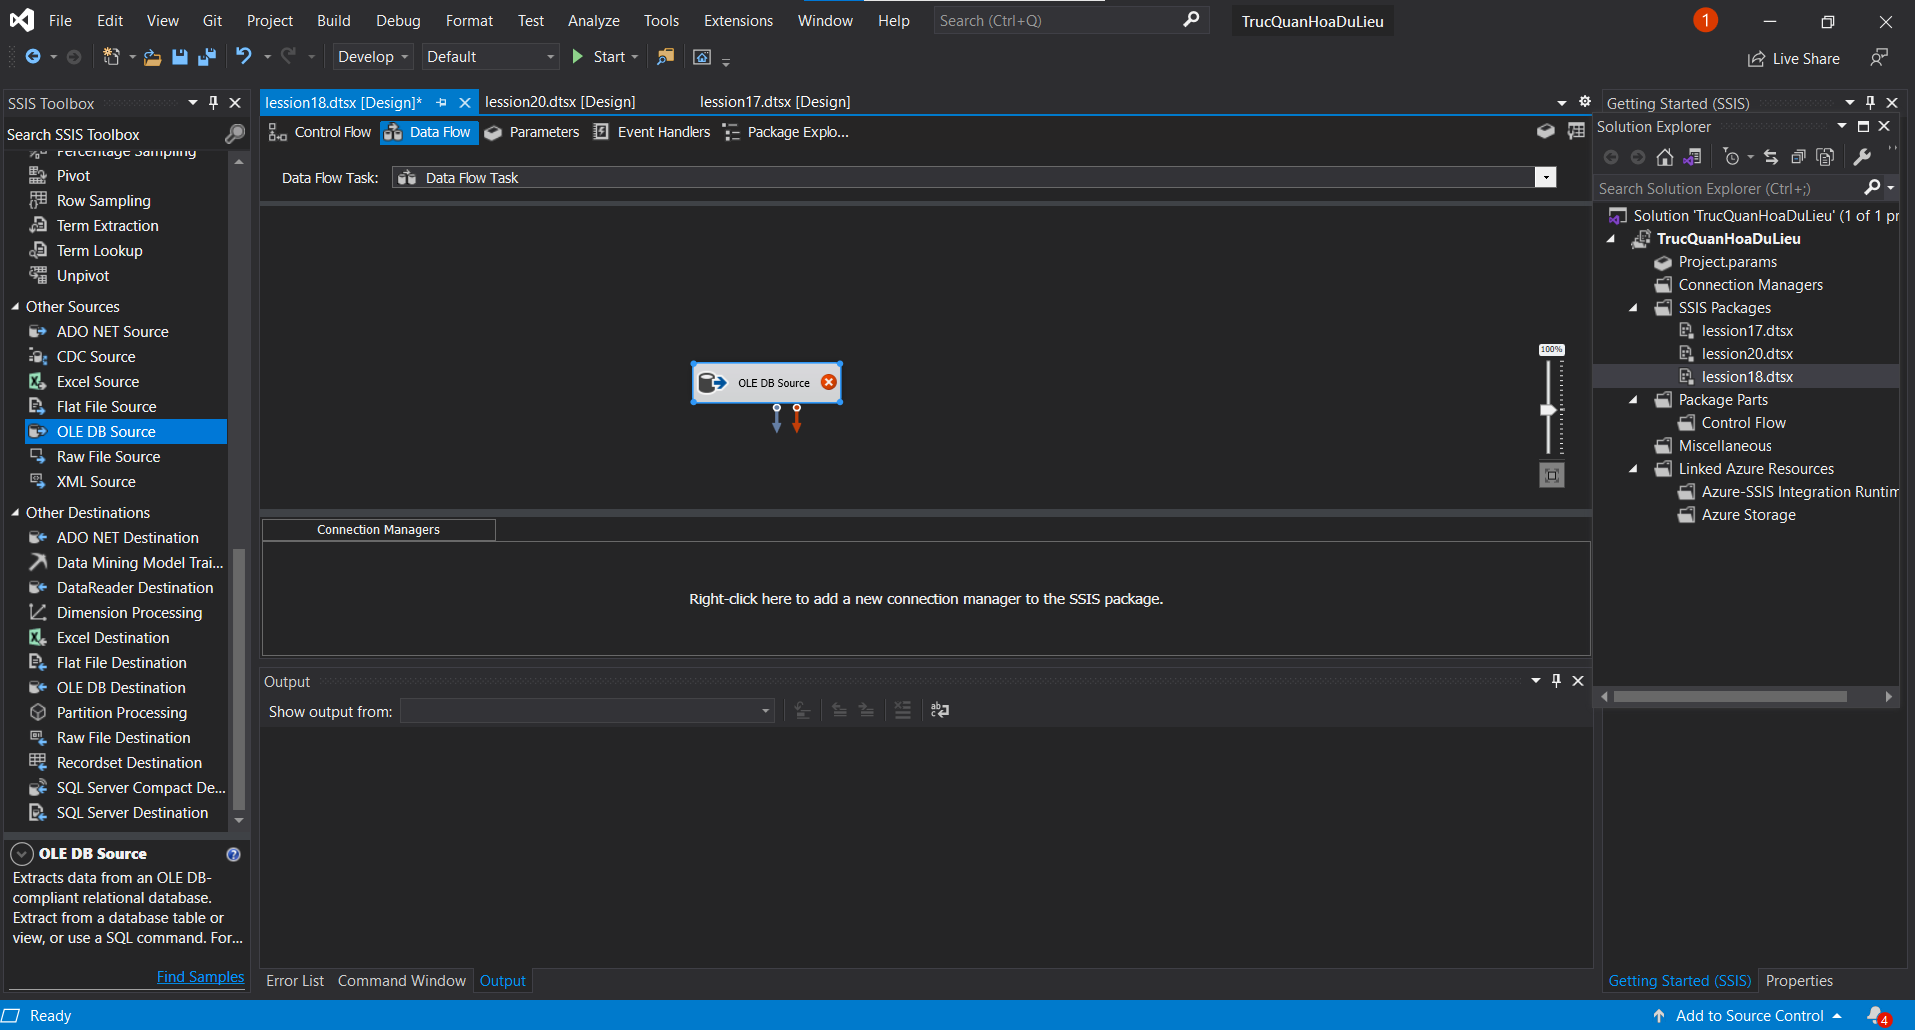 File Edit View Git Project Build Debug Format Test Analyze Tools Extensions Window Help Search (Ctrl+Q) TrucQuanHoaDuLieu 1
Develop Default Start Live Share
SSIS Toolbox
Search SSIS Toolbox
Percentage Sampling
Pivot
Row Sampling
Term Extraction
Term Lookup
Unpivot
Other Sources
ADO NET Source
CDC Source
Excel Source
Flat File Source
OLE DB Source
Raw File Source
XML Source
Other Destinations
ADO NET Destination
Data Mining Model Trai...
DataReader Destination
Dimension Processing
Excel Destination
Flat File Destination
OLE DB Destination
Partition Processing
Raw File Destination
Recordset Destination
SQL Server Compact De...
SQL Server Destination
OLE DB Source
Extracts data from an OLE DB-
compliant relational database.
Extract from a database table or
view, or use a SQL command. For...
Find Samples
lession18.dtsx [Design]* lession20.dtsx [Design] lession17.dtsx [Design]
Control Flow Data Flow Parameters Event Handlers Package Explo...
Data Flow Task: Data Flow Task
OLE DB Source
100%
Connection Managers
Right-click here to add a new connection manager to the SSIS package.
Output
Show output from:
Error List Command Window Output
Getting Started (SSIS)
Solution Explorer
Search Solution Explorer (Ctrl+;)
Solution 'TrucQuanHoaDuLieu' (1 of 1 pr
TrucQuanHoaDuLieu
Project.params
Connection Managers
SSIS Packages
lession17.dtsx
lession20.dtsx
lession18.dtsx
Package Parts
Control Flow
Miscellaneous
Linked Azure Resources
Azure-SSIS Integration Runtim
Azure Storage
Getting Started (SSIS) Properties
Ready Add to Source Control 4